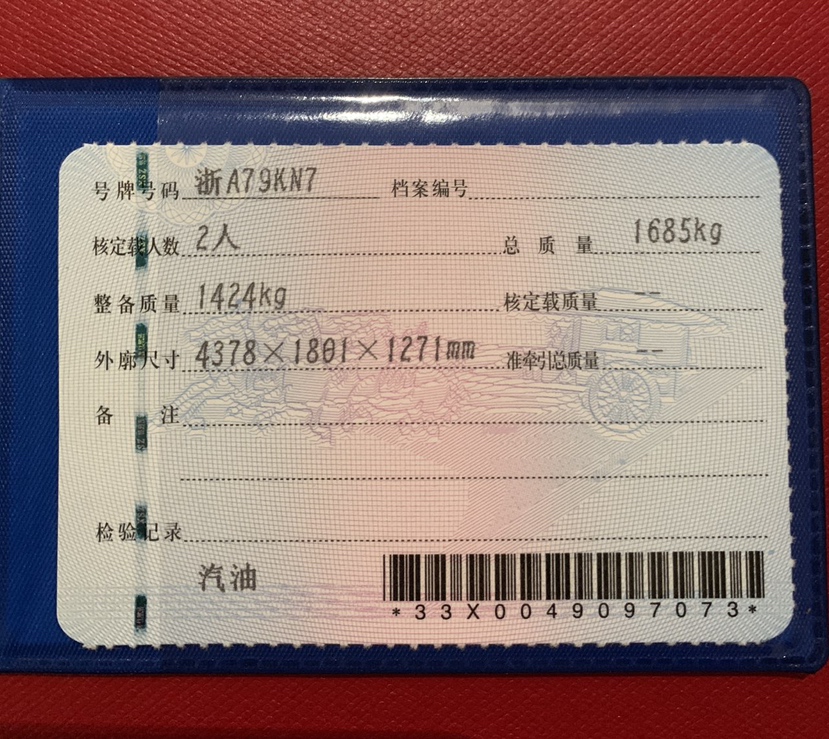 号牌号码 浙A79KN7 档案编号
核定载人数 2人 总质量 1685kg
整备质量 1424kg 核定载质量 --
外廓尺寸 4378×1801×1271mm 准牵引总质量 --
备注
检验记录
汽油
*33X0049097073*